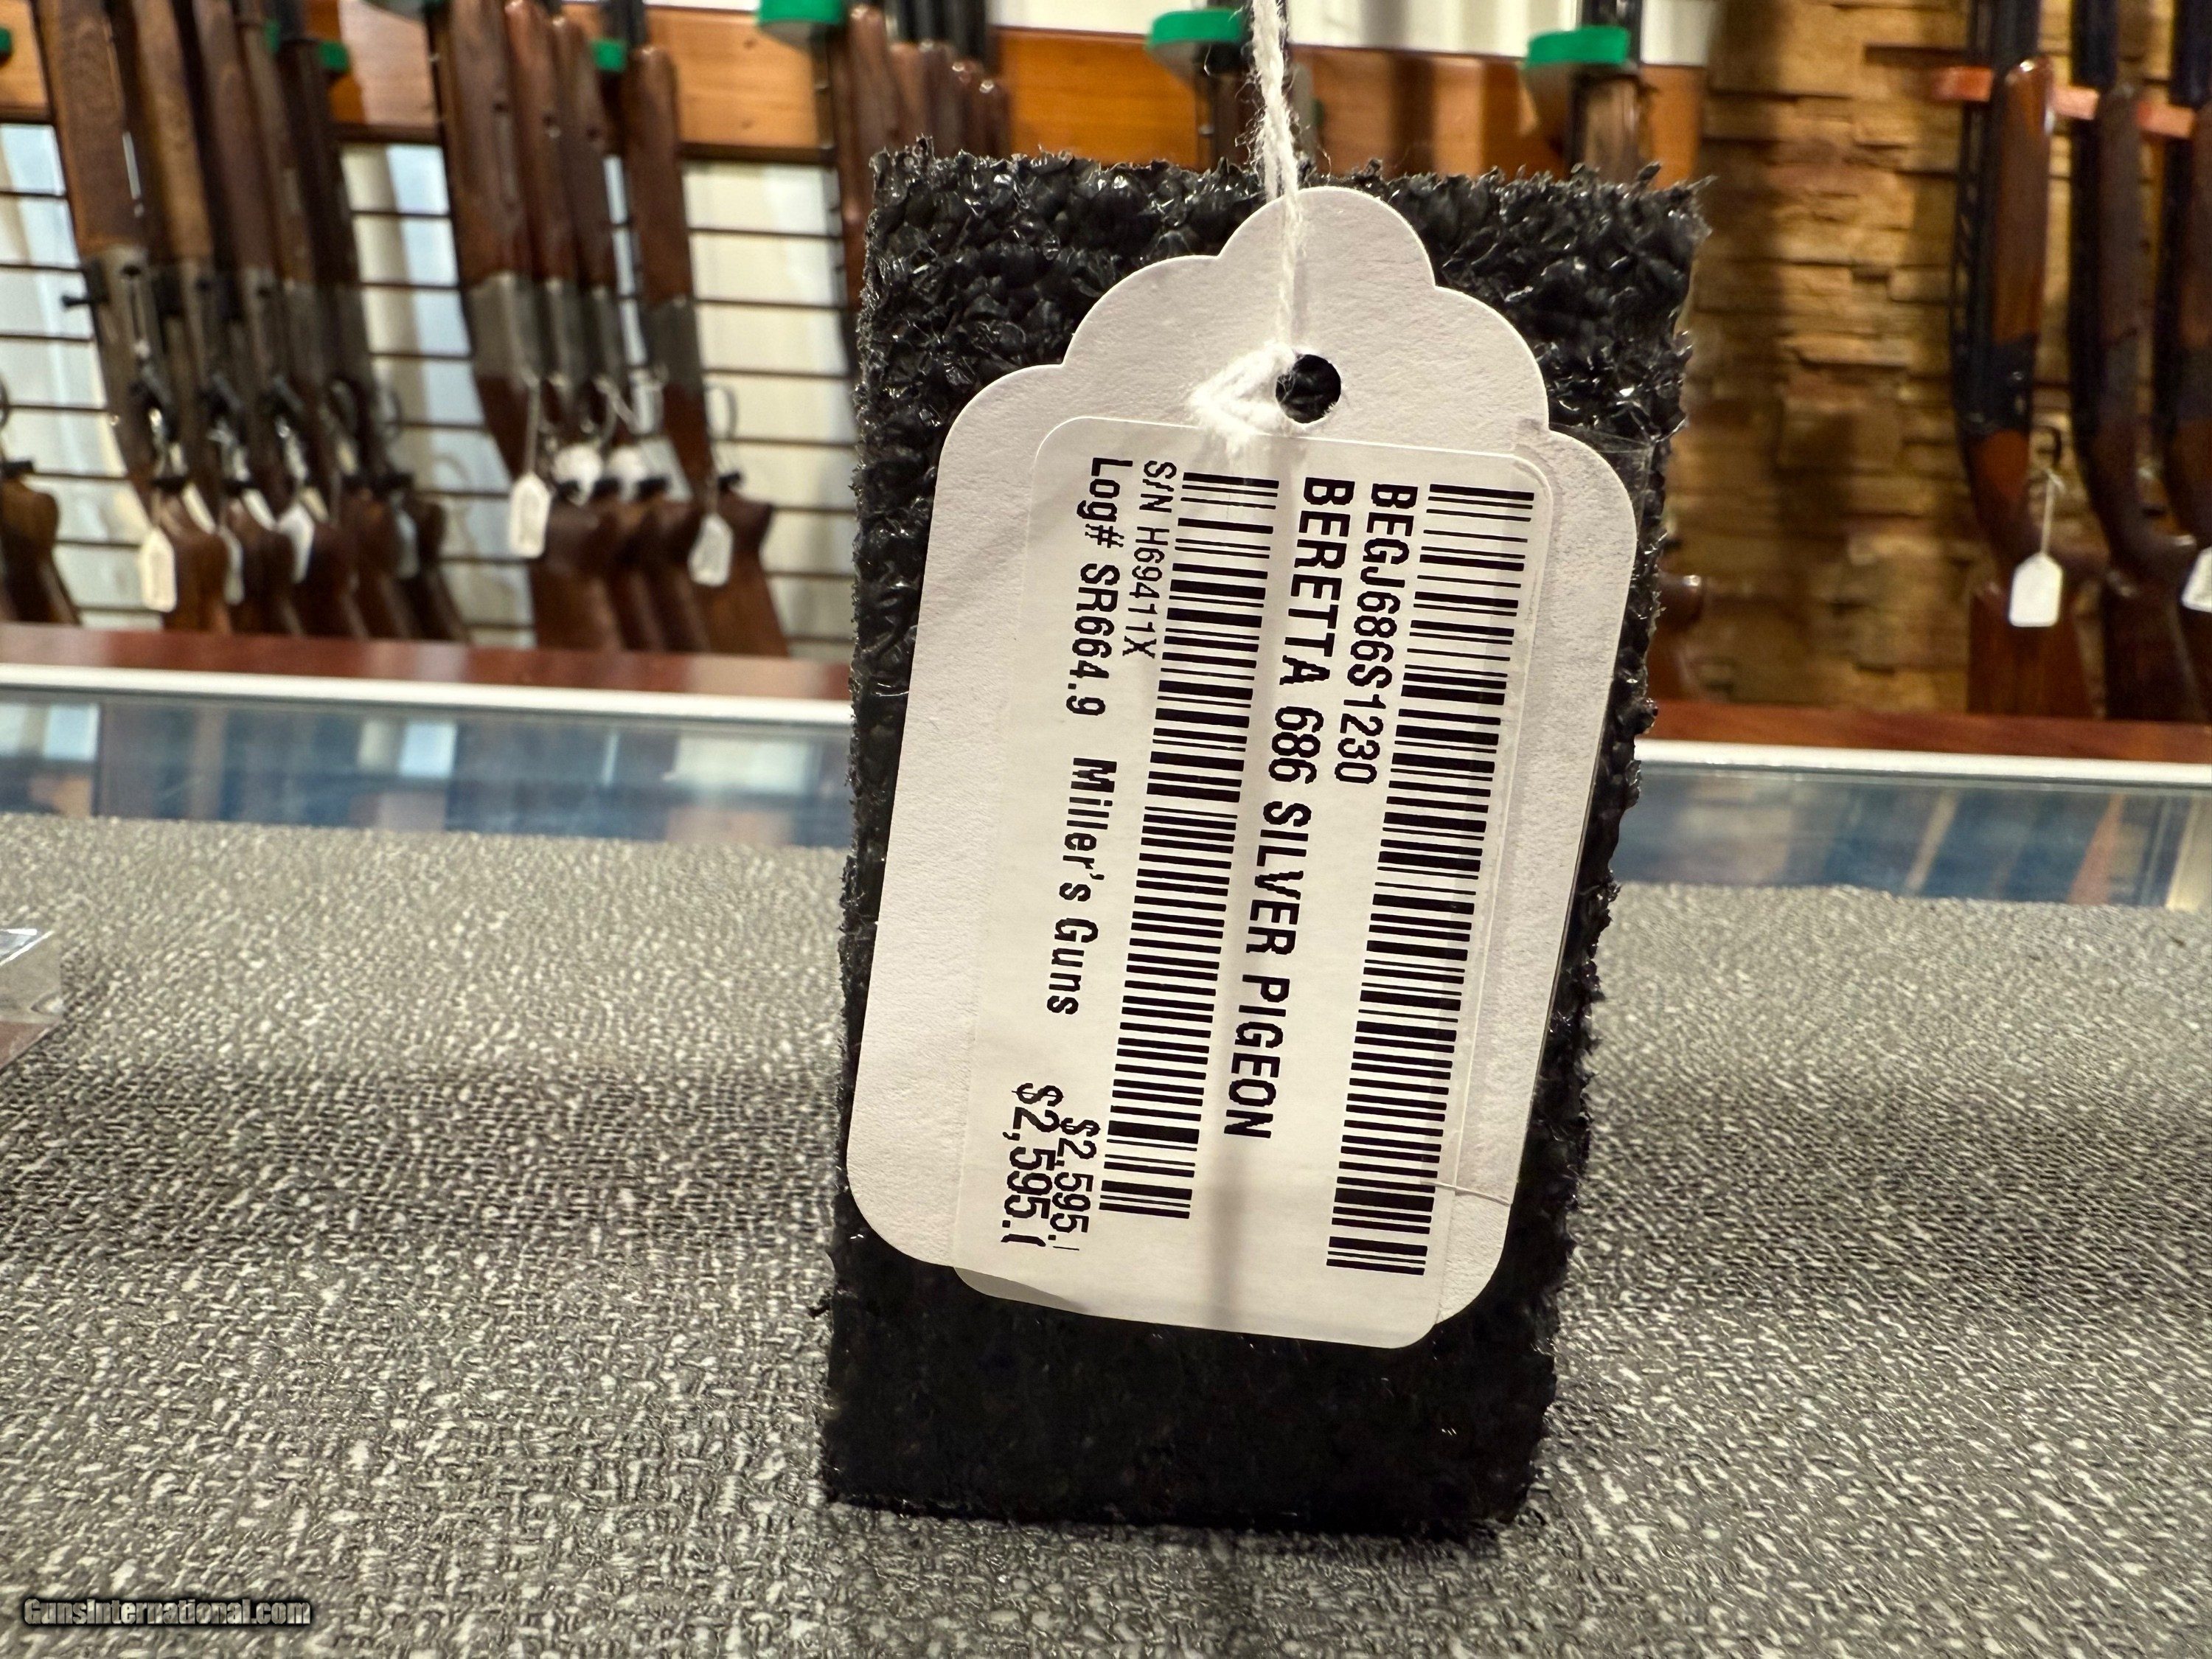 BEGJ686S1230
BERETTA 686 SILVER PIGEON
S/N H69411X
$2,595.
Log# SR664.9 Miller's Guns
$2,595.(
GunsInternational.com